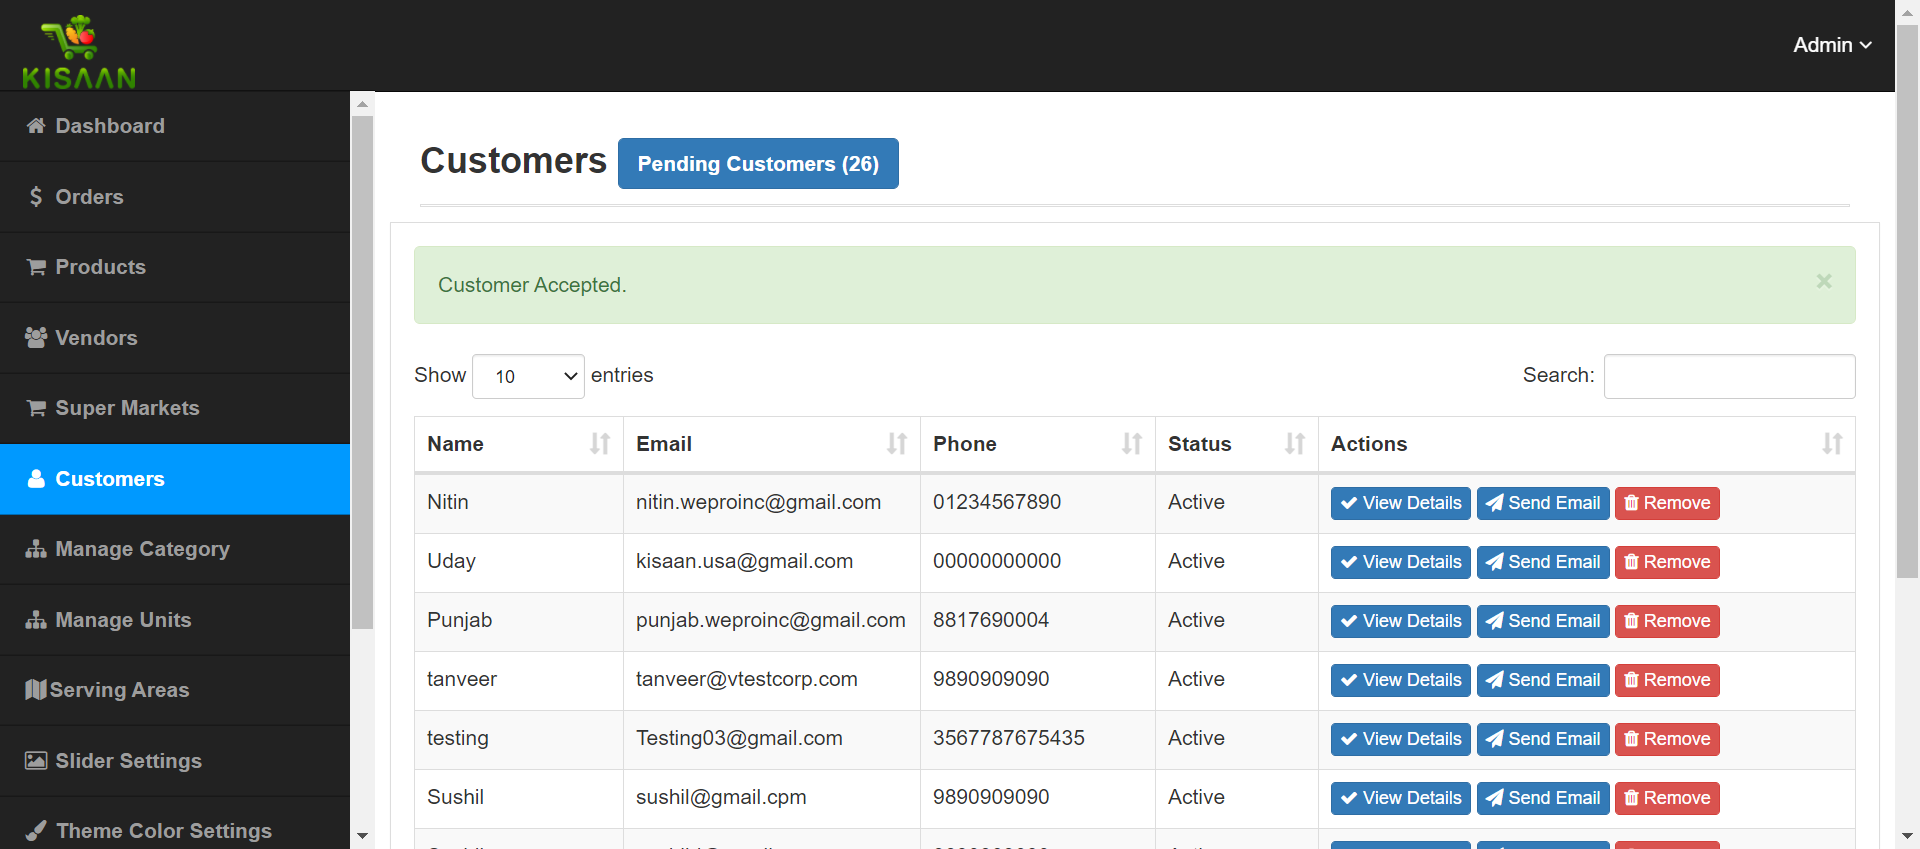 KISAAN
Admin
Dashboard
Orders
Products
Vendors
Super Markets
Customers
Manage Category
Manage Units
Serving Areas
Slider Settings
Theme Color Settings
Customers Pending Customers (26)
Customer Accepted. ×
Show 10 entries Search:
Name Email Phone Status Actions
Nitin nitin.weproinc@gmail.com 01234567890 Active View Details Send Email Remove
Uday kisaan.usa@gmail.com 00000000000 Active View Details Send Email Remove
Punjab punjab.weproinc@gmail.com 8817690004 Active View Details Send Email Remove
tanveer tanveer@vtestcorp.com 9890909090 Active View Details Send Email Remove
testing Testing03@gmail.com 3567787675435 Active View Details Send Email Remove
Sushil sushil@gmail.cpm 9890909090 Active View Details Send Email Remove